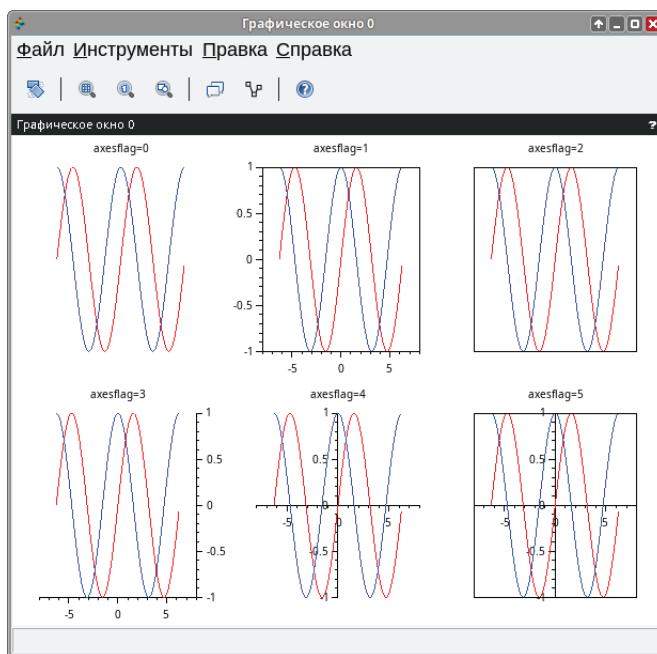 Графическое окно 0
Файл Инструменты Правка Справка
Графическое окно 0 ?
axesflag=0 axesflag=1 axesflag=2
1
0.5
0
-0.5
-1
-5 0 5
axesflag=3 axesflag=4 axesflag=5
1 1 1
0.5 0.5 0.5
0 0 0
-5 0 5 -5 0 5
-0.5 -0.5 -0.5
-1 -1 -1
-5 0 5